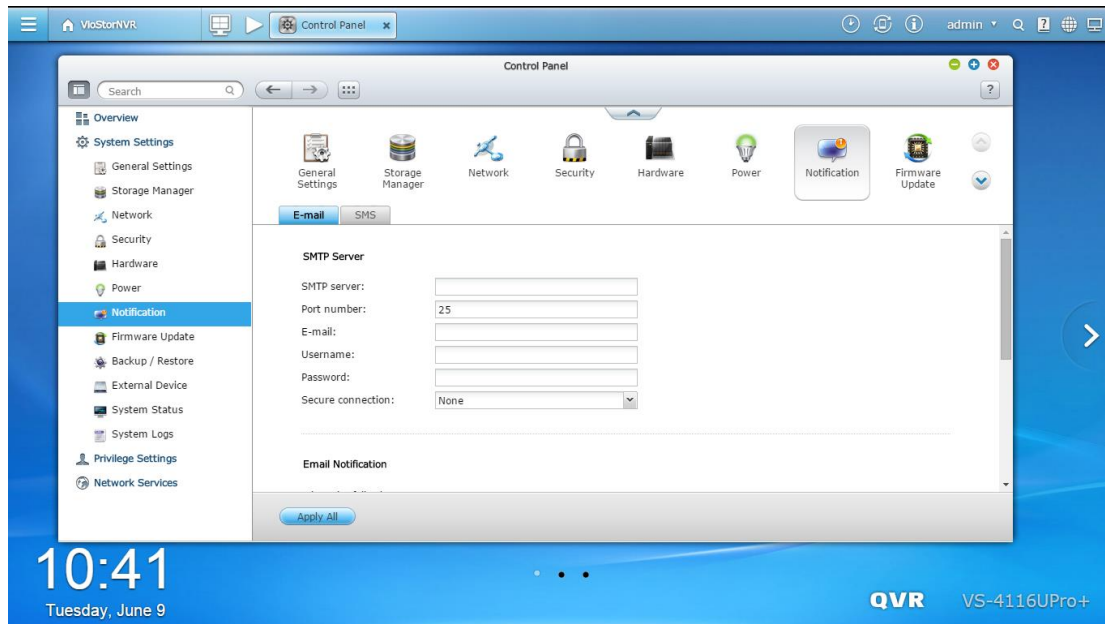 VioStorNVR
Control Panel
admin
Control Panel
Search
Overview
System Settings
General Settings
Storage Manager
Network
Security
Hardware
Power
Notification
Firmware Update
Backup / Restore
External Device
System Status
System Logs
Privilege Settings
Network Services
General Settings
Storage Manager
Network
Security
Hardware
Power
Notification
Firmware Update
E-mail
SMS
SMTP Server
SMTP server:
Port number: 25
E-mail:
Username:
Password:
Secure connection: None
Email Notification
Apply All
10:41
Tuesday, June 9
QVR VS-4116UPro+